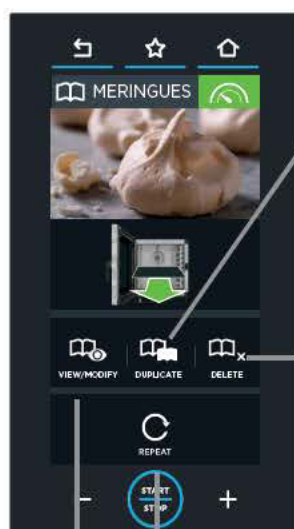 MERINGUES
VIEW/MODIFY DUPLICATE DELETE
REPEAT
START
STOP